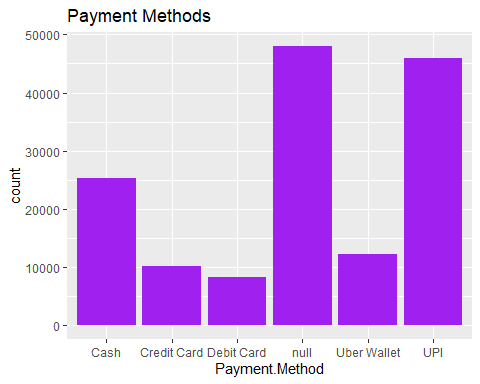 Payment Methods
50000
40000
30000
20000
10000
0
count
Cash Credit Card Debit Card null Uber Wallet UPI
Payment.Method